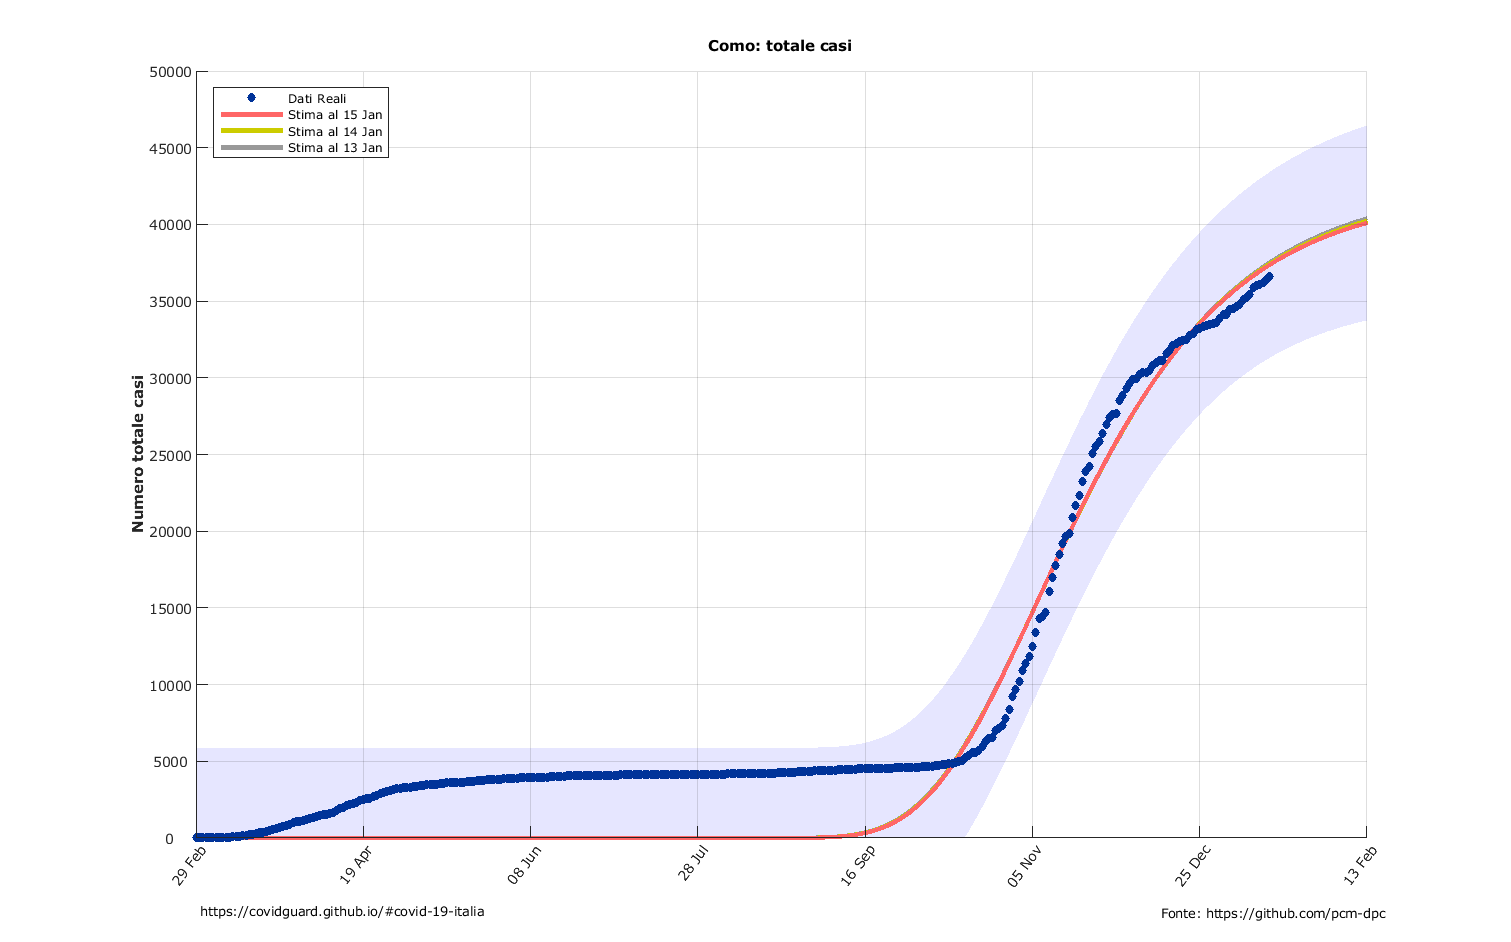 Como: totale casi
50000
45000
40000
35000
30000
25000
20000
15000
10000
5000
0
Numero totale casi
Dati Reali
Stima al 15 Jan
Stima al 14 Jan
Stima al 13 Jan
29 Feb
19 Apr
08 Jun
28 Jul
16 Sep
05 Nov
25 Dec
13 Feb
https://covidguard.github.io/#covid-19-italia
Fonte: https://github.com/pcm-dpc